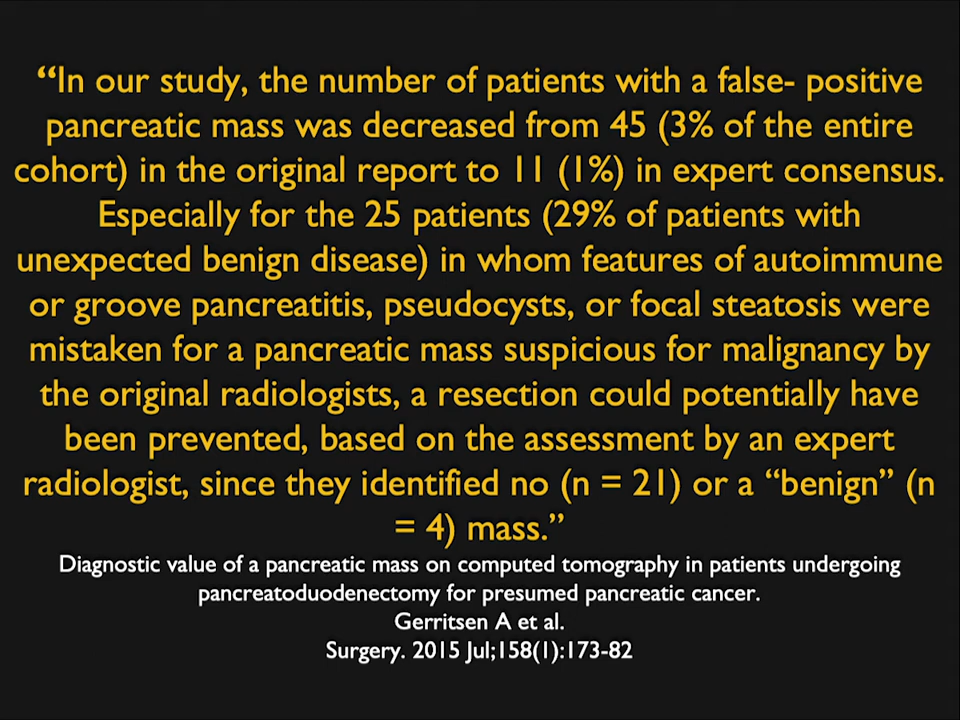 “In our study, the number of patients with a false- positive
pancreatic mass was decreased from 45 (3% of the entire
cohort) in the original report to 11 (1%) in expert consensus.
Especially for the 25 patients (29% of patients with
unexpected benign disease) in whom features of autoimmune
or groove pancreatitis, pseudocysts, or focal steatosis were
mistaken for a pancreatic mass suspicious for malignancy by
the original radiologists, a resection could potentially have
been prevented, based on the assessment by an expert
radiologist, since they identified no (n = 21) or a “benign” (n
= 4) mass.”
Diagnostic value of a pancreatic mass on computed tomography in patients undergoing
pancreatoduodenectomy for presumed pancreatic cancer.
Gerritsen A et al.
Surgery. 2015 Jul;158(1):173-82